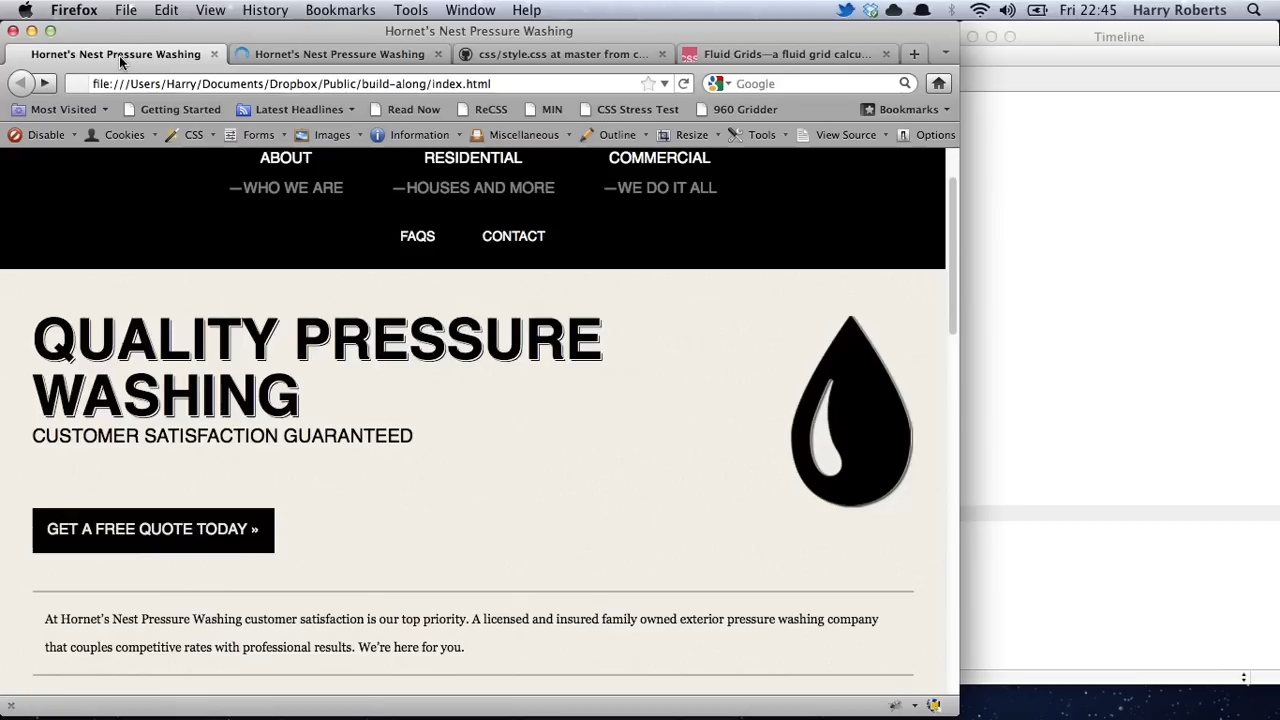 Firefox File Edit View History Bookmarks Tools Window Help Fri 22:45 Harry Roberts
Hornet's Nest Pressure Washing
Timeline
Hornet's Nest Pressure Washing Hornet's Nest Pressure Washing css/style.css at master from c... Fluid Grids—a fluid grid calcu...
file:///Users/Harry/Documents/Dropbox/Public/build-along/index.html Google
Most Visited Getting Started Latest Headlines Read Now ReCSS MIN CSS Stress Test 960 Gridder Bookmarks
Disable Cookies CSS Forms Images Information Miscellaneous Outline Resize Tools View Source Options
ABOUT RESIDENTIAL COMMERCIAL
—WHO WE ARE —HOUSES AND MORE —WE DO IT ALL
FAQS CONTACT
QUALITY PRESSURE
WASHING
CUSTOMER SATISFACTION GUARANTEED
GET A FREE QUOTE TODAY »
At Hornet's Nest Pressure Washing customer satisfaction is our top priority. A licensed and insured family owned exterior pressure washing company
that couples competitive rates with professional results. We're here for you.